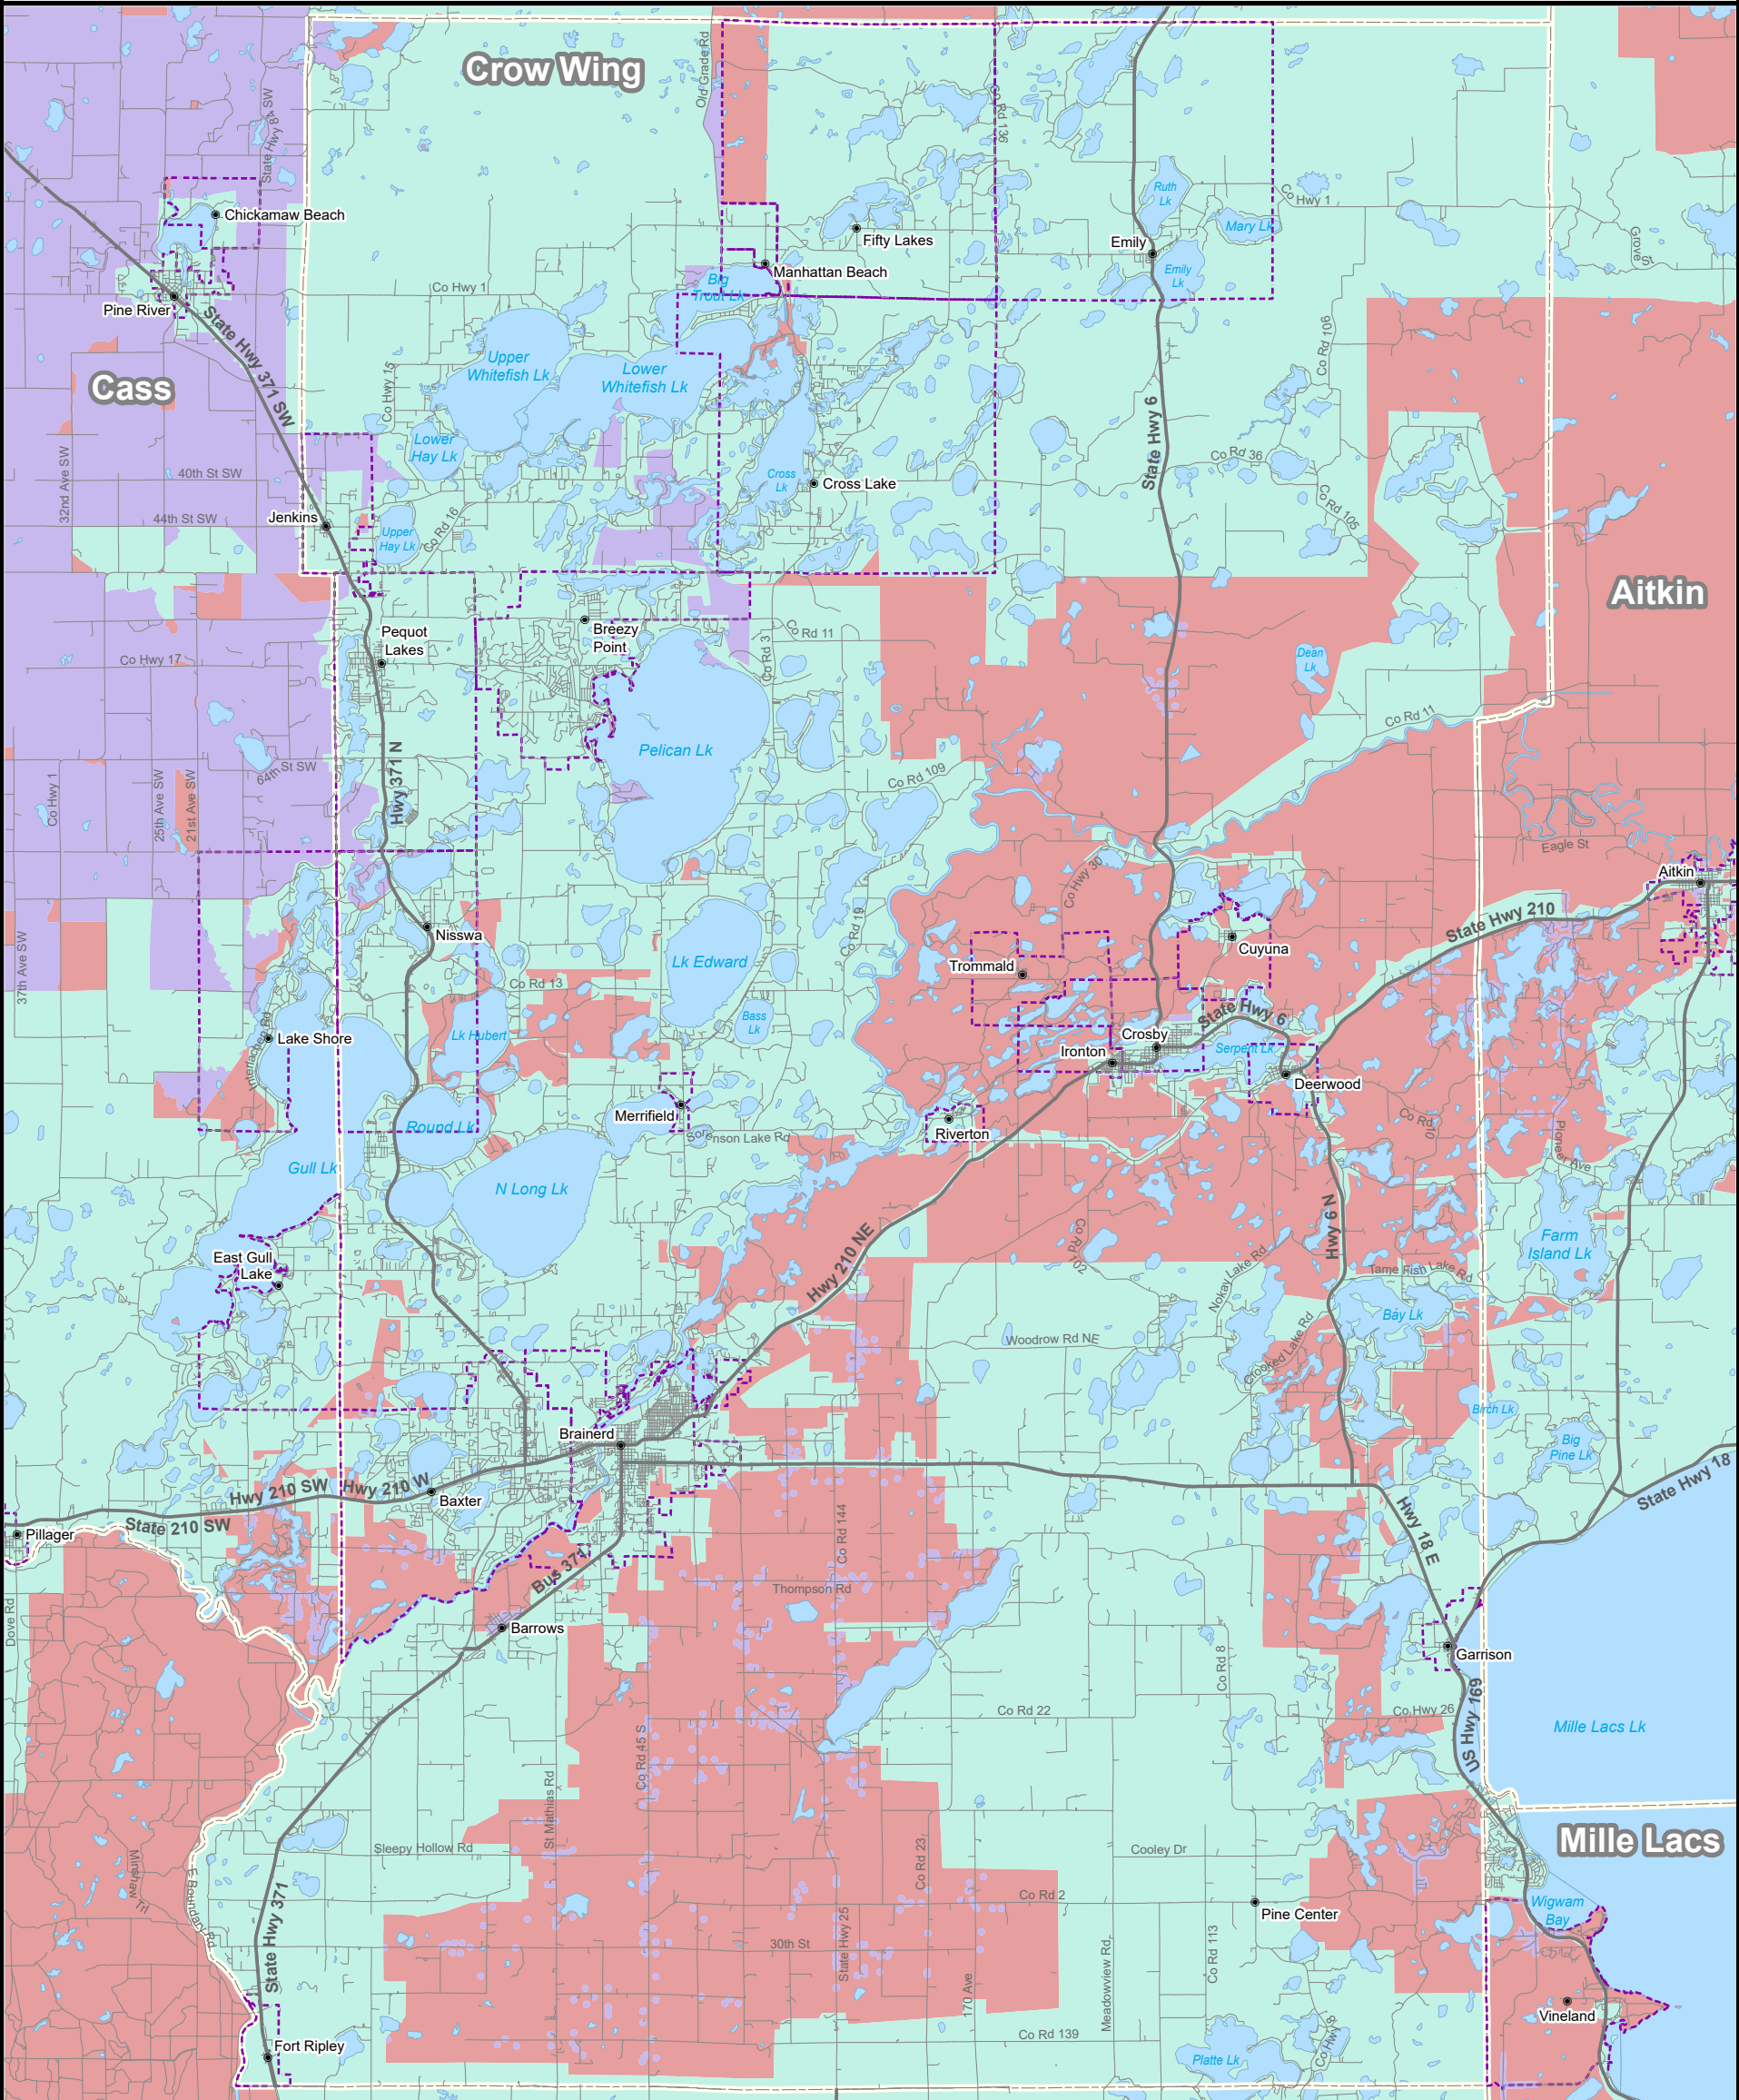 Crow Wing
Old Grade Rd
State Hwy 84 SW
Co Rd 136
Ruth
Lk
Co Hwy 1
Chickamaw Beach
Mary Lk
Fifty Lakes
Emily
Grove St
Manhattan Beach
Emily
Lk
Big
Trout Lk
Co Hwy 1
Pine River
State Hwy 371 SW
Co Rd 106
Upper
Whitefish Lk
Lower
Whitefish Lk
Cass
Co Hwy 15
State Hwy 6
Lower
Hay Lk
Co Rd 36
32nd Ave SW
40th St SW
Cross
Lk
Cross Lake
Co Rd 105
44th St SW
Jenkins
Upper
Hay Lk
Co Rd 16
Aitkin
Pequot
Lakes
Breezy
Point
Co Rd 11
Co Rd 3
Co Hwy 17
Dean
Lk
Co Rd 11
Pelican Lk
64th St SW
Hwy 371 N
Co Rd 109
Co Hwy 1
25th Ave SW
21st Ave SW
Eagle St
Aitkin
Co Hwy 30
State Hwy 210
Nisswa
Co Rd 19
Cuyuna
37th Ave SW
Lk Edward
Trommald
Co Rd 13
Bass
Lk
State Hwy 6
Lk Hubert
Lake Shore
Crosby
Ironton
Serpent Lk
Deerwood
Merrifield
Co Rd 10
Round Lk
Sorenson Lake Rd
Riverton
Pioneer Ave
Gull Lk
N Long Lk
Hwy 6 N
Co Rd 102
Farm
Island Lk
East Gull
Lake
Hwy 210 NE
Nokay Lake Rd
Tame Fish Lake Rd
Bay Lk
Woodrow Rd NE
Crooked Lake Rd
Birch Lk
Brainerd
Big
Pine Lk
Hwy 210 SW
Hwy 210 W
Baxter
State Hwy 18
State 210 SW
Pillager
Hwy 18 E
Co Rd 144
Bus 371
Thompson Rd
Dove Rd
Barrows
Garrison
Co Rd 8
US Hwy 169
Co Rd 22
Co Hwy 26
Mille Lacs Lk
Co Rd 45 S
St Mathias Rd
Sleepy Hollow Rd
Co Rd 23
Cooley Dr
Mille Lacs
Minshaw Trl
E Boundary Rd
Co Rd 2
Wigwam
Bay
Pine Center
State Hwy 371
30th St
State Hwy 25
Meadowview Rd
Co Rd 113
170 Ave
Vineland
Fort Ripley
Co Rd 139
Co Hwy 8
Platte Lk